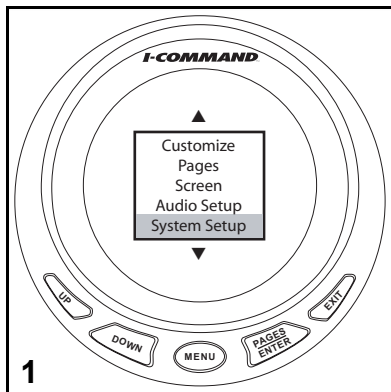 I-COMMAND
Customize
Pages
Screen
Audio Setup
System Setup
UP
DOWN
MENU
PAGES
ENTER
EXIT
1